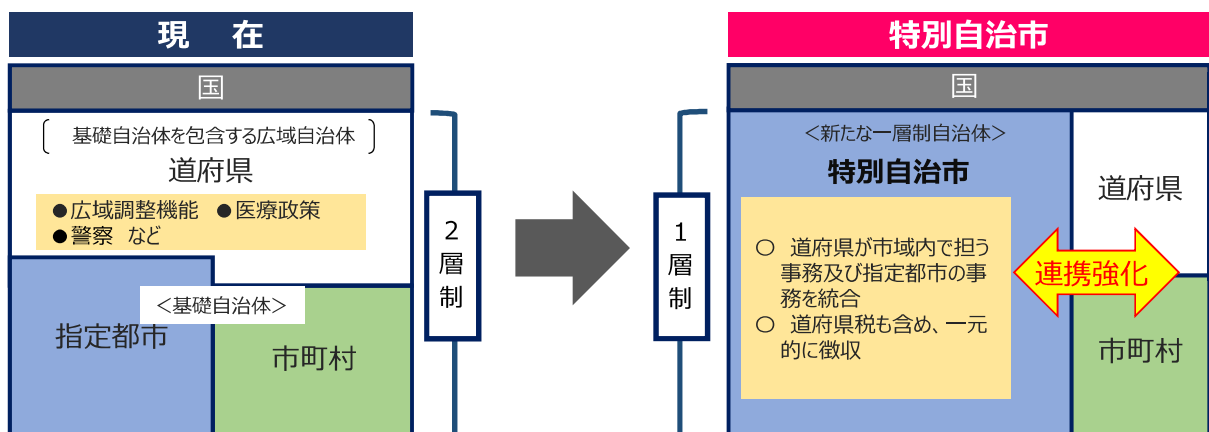 現 在
国
基礎自治体を包含する広域自治体
道府県
●広域調整機能 ●医療政策
●警察 など
<基礎自治体>
指定都市
市町村
2層制
特別自治市
国
<新たな一層制自治体>
特別自治市
○ 道府県が市域内で担う
事務及び指定都市の事
務を統合
○ 道府県税も含め、一元
的に徴収
1層制
道府県
連携強化
市町村